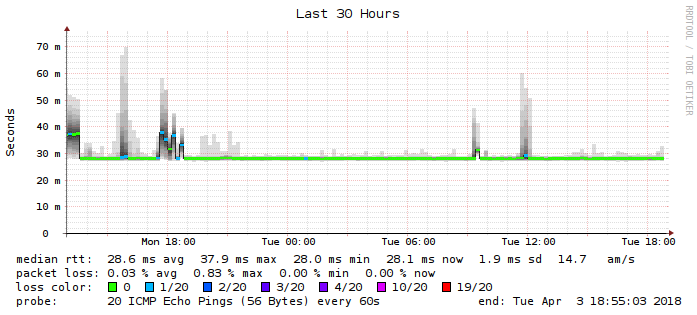 Last 30 Hours
RRDTOOL / TOBI OETIKER
Seconds
70 m
60 m
50 m
40 m
30 m
20 m
10 m
0
Mon 18:00 Tue 00:00 Tue 06:00 Tue 12:00 Tue 18:00
median rtt: 28.6 ms avg 37.9 ms max 28.0 ms min 28.1 ms now 1.9 ms sd 14.7 am/s
packet loss: 0.03 % avg 0.83 % max 0.00 % min 0.00 % now
loss color: 0 1/20 2/20 3/20 4/20 10/20 19/20
probe: 20 ICMP Echo Pings (56 Bytes) every 60s end: Tue Apr 3 18:55:03 2018